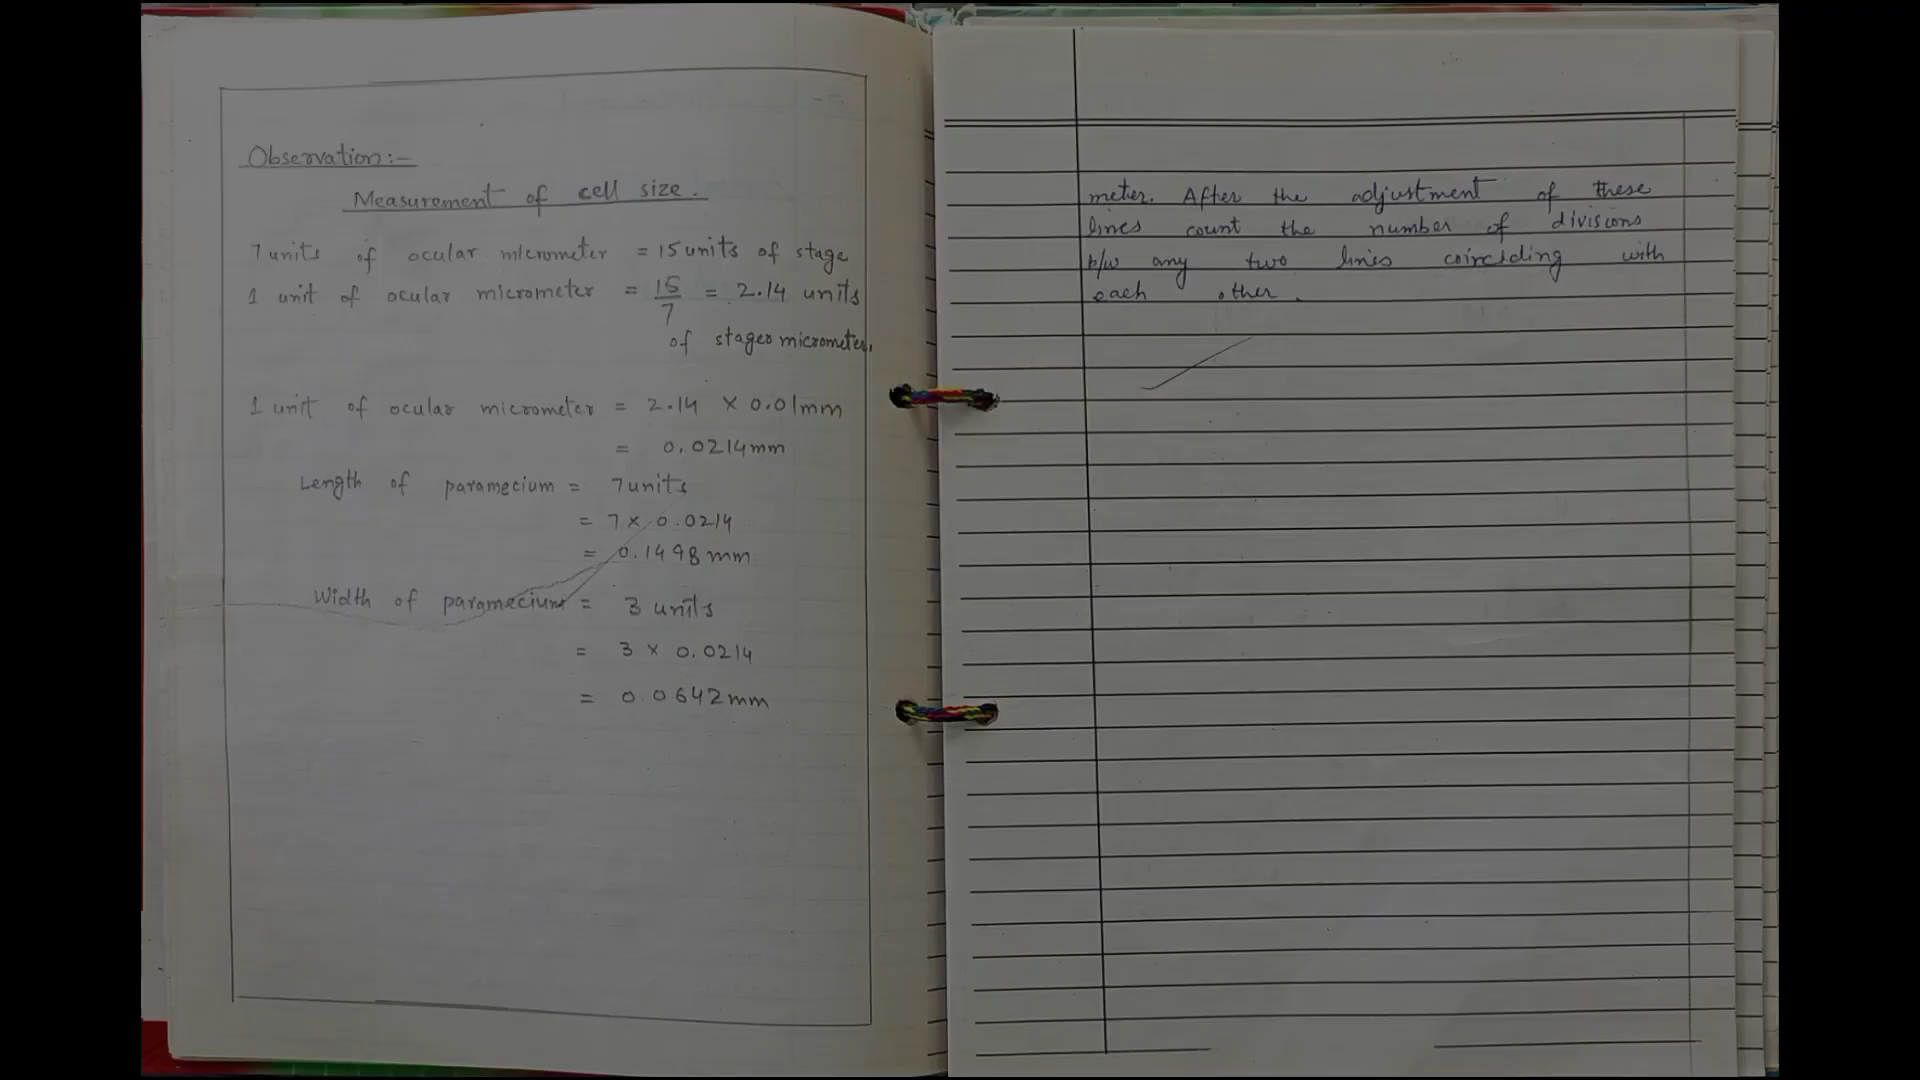 Observation:-
Measurement of cell size.
7 units of ocular micrometer = 15 units of stage
1 unit of ocular micrometer = 15/7 = 2.14 units
of stages micrometer.
1 unit of ocular micrometer = 2.14 × 0.01mm
= 0.0214mm
Length of paramecium = 7 units
= 7 × 0.0214
= 0.1498 mm
Width of paramecium = 3 units
= 3 × 0.0214
= 0.0642 mm
meter. After the adjustment of these
lines count the number of divisions
b/w any two lines coinciding with
each other.